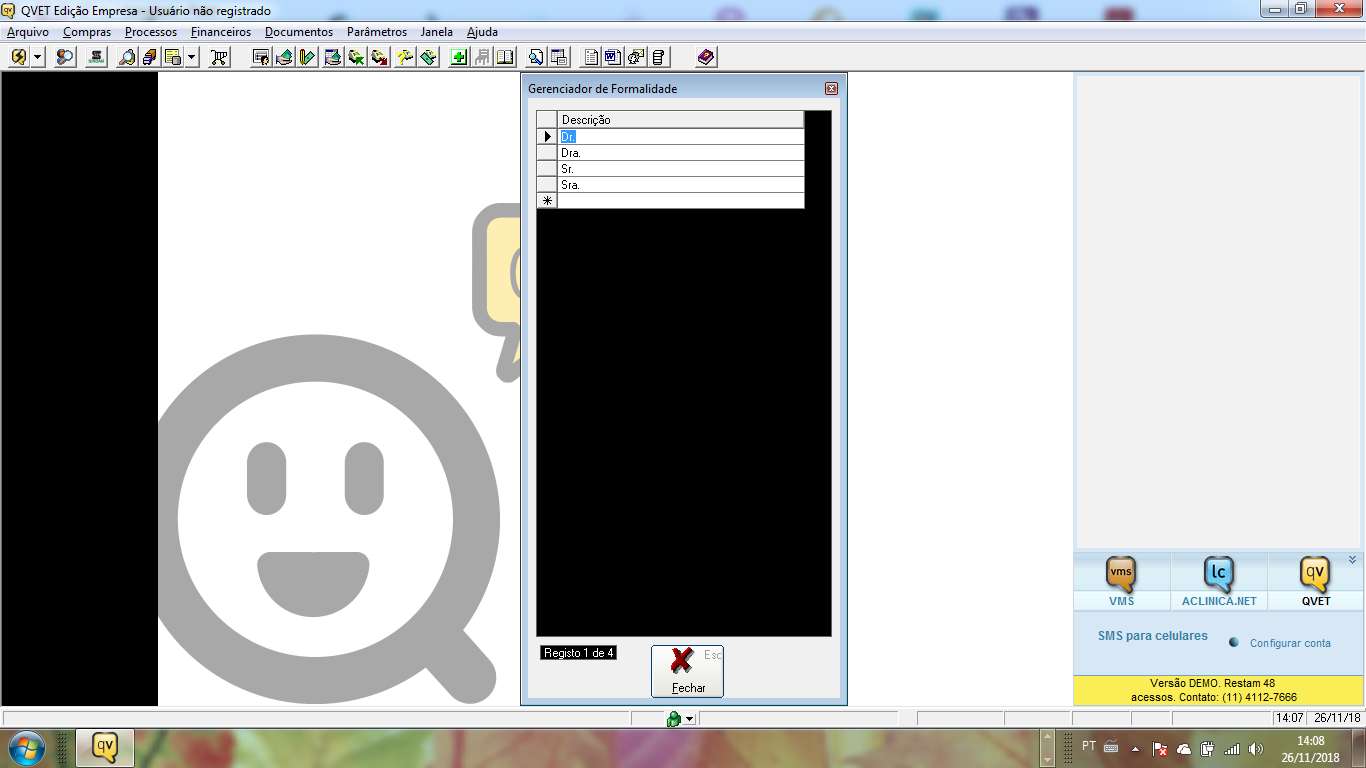 QVET Edição Empresa - Usuário não registrado
Arquivo Compras Processos Financeiros Documentos Parâmetros Janela Ajuda
Gerenciador de Formalidade
Descrição
Dr.
Dra.
Sr.
Sra.
Registo 1 de 4
Esc
Fechar
vms
lc
qv
VMS
ACLINICA.NET
QVET
SMS para celulares
Configurar conta
Versão DEMO. Restam 48
acessos. Contato: (11) 4112-7666
14:07 26/11/18
qv
PT
14:08
26/11/2018